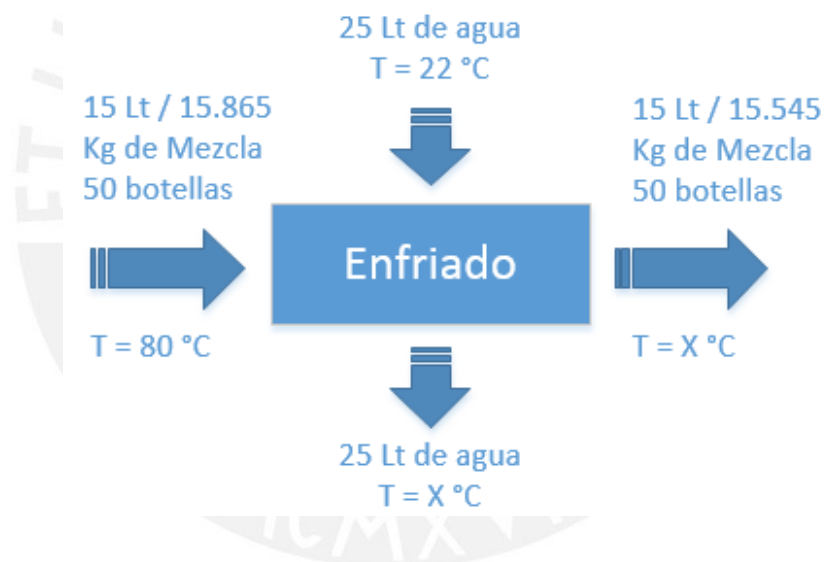 25 Lt de agua
T = 22 °C
15 Lt / 15.865
Kg de Mezcla
50 botellas
15 Lt / 15.545
Kg de Mezcla
50 botellas
Enfriado
T = 80 °C
T = X °C
25 Lt de agua
T = X °C